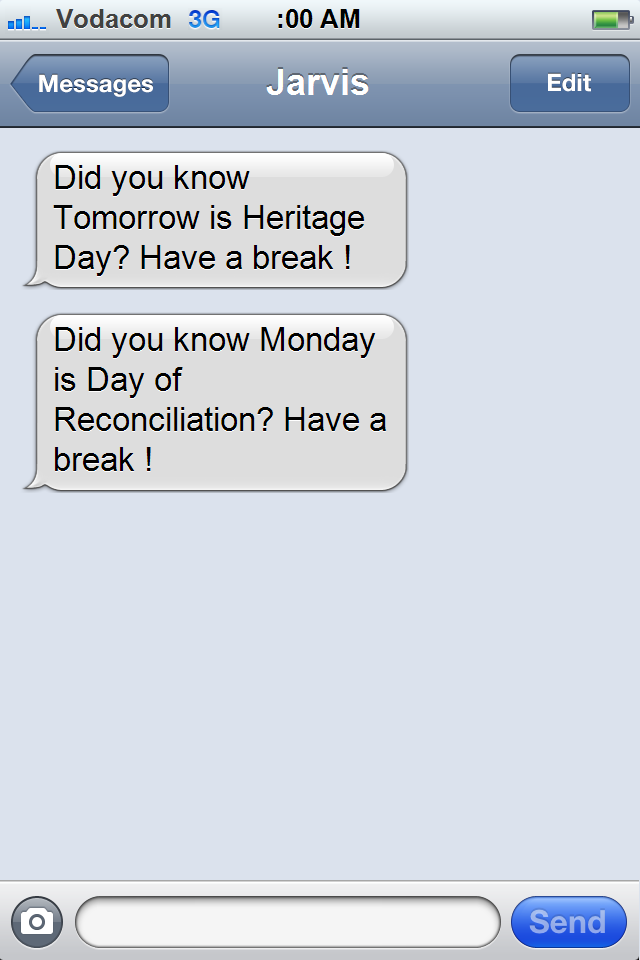 Vodacom 3G :00 AM
Messages Jarvis Edit
Did you know
Tomorrow is Heritage
Day? Have a break !
Did you know Monday
is Day of
Reconciliation? Have a
break !
Send